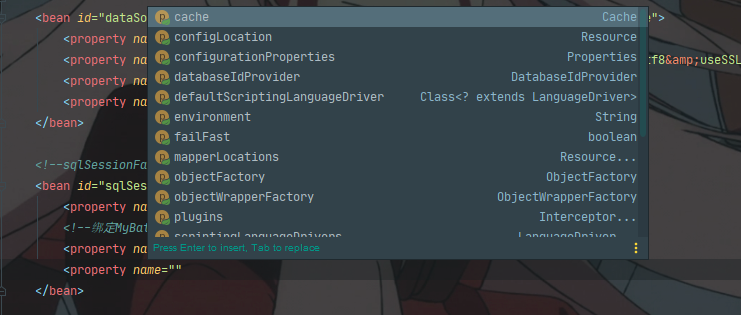 <bean id="dataSo
cache Cache
e">
<property na
configLocation Resource
<property na
configurationProperties Properties
tf8&amp;useSSL
<property na
databaseIdProvider DatabaseIdProvider
<property na
defaultScriptingLanguageDriver Class<? extends LanguageDriver>
</bean>
environment String
failFast boolean
<!--sqlSessionFa
mapperLocations Resource...
<bean id="sqlSes
objectFactory ObjectFactory
<property na
objectWrapperFactory ObjectWrapperFactory
<!--绑定MyBat
plugins Interceptor...
scriptingLanguageDrivers LanguageDriver...
<property na
Press Enter to insert, Tab to replace
<property name=""
</bean>